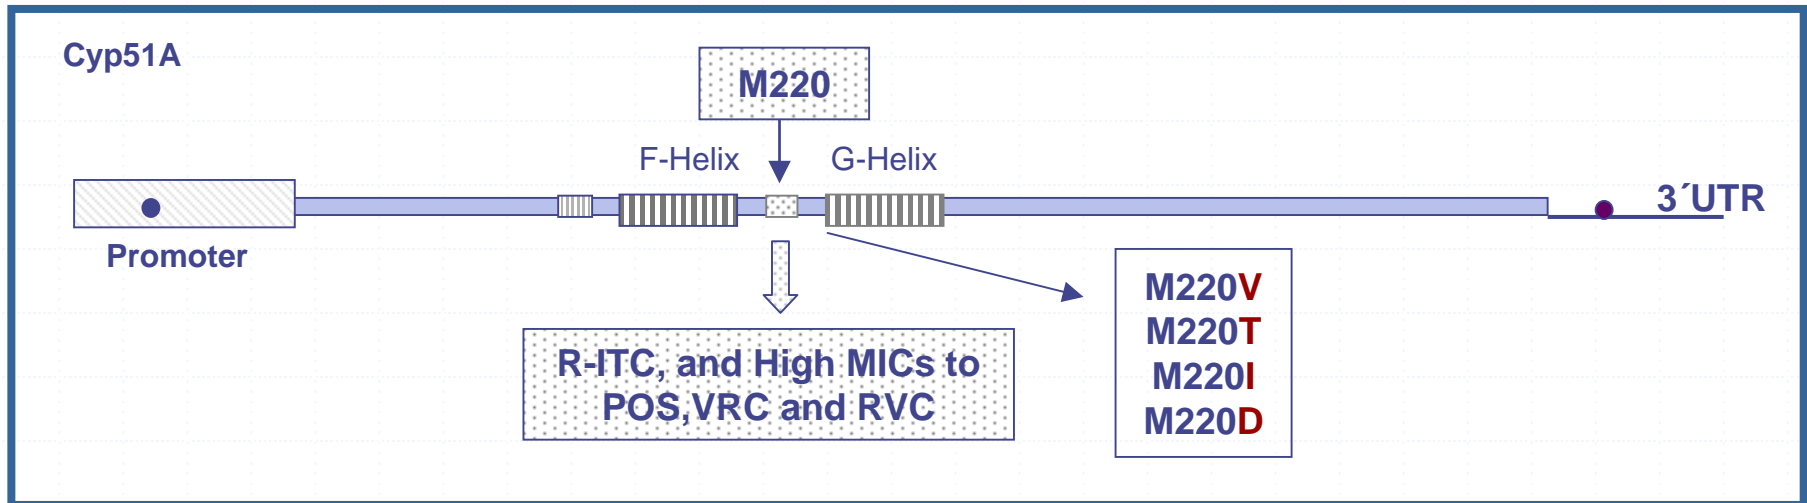 Cyp51A
M220
F-Helix
G-Helix
3´UTR
Promoter
M220V
M220T
M220I
M220D
R-ITC, and High MICs to
POS,VRC and RVC